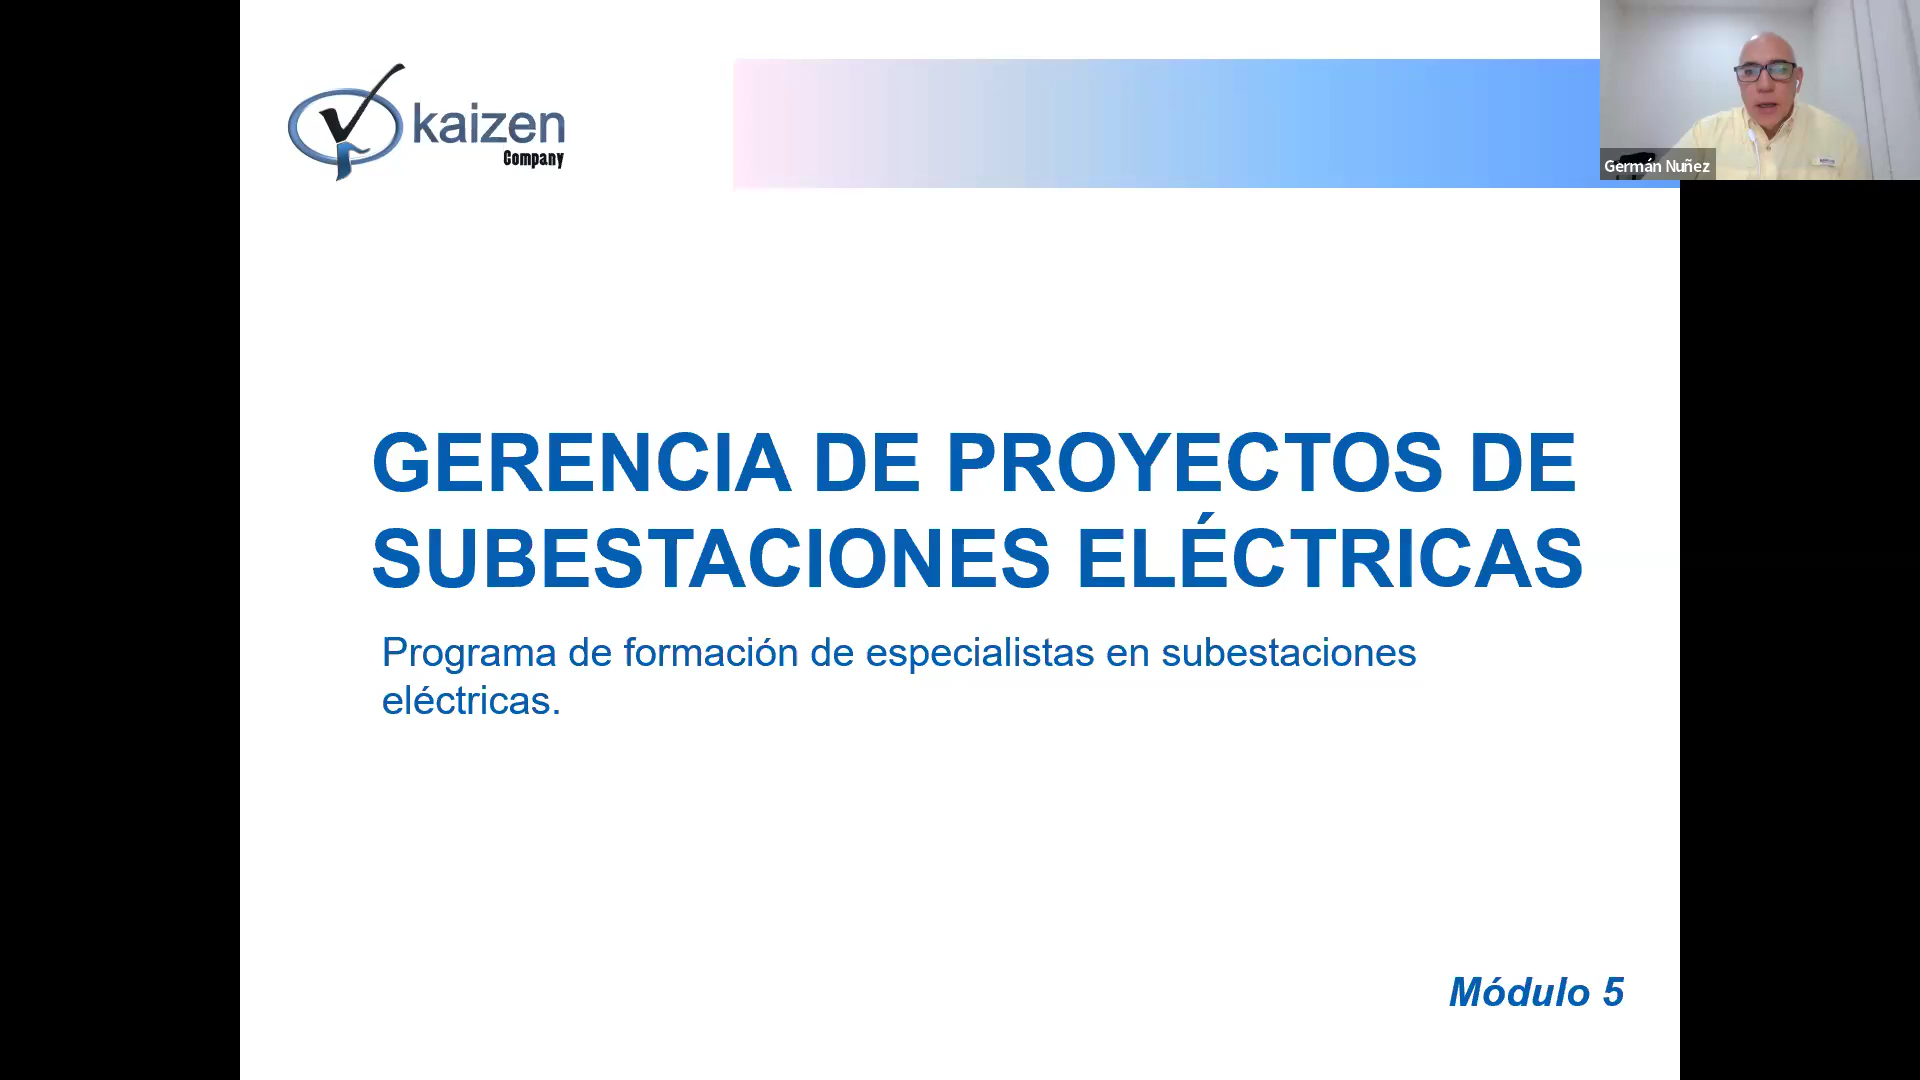 kaizen
Company
Germán Nuñez
GERENCIA DE PROYECTOS DE
SUBESTACIONES ELÉCTRICAS
Programa de formación de especialistas en subestaciones
eléctricas.
Módulo 5